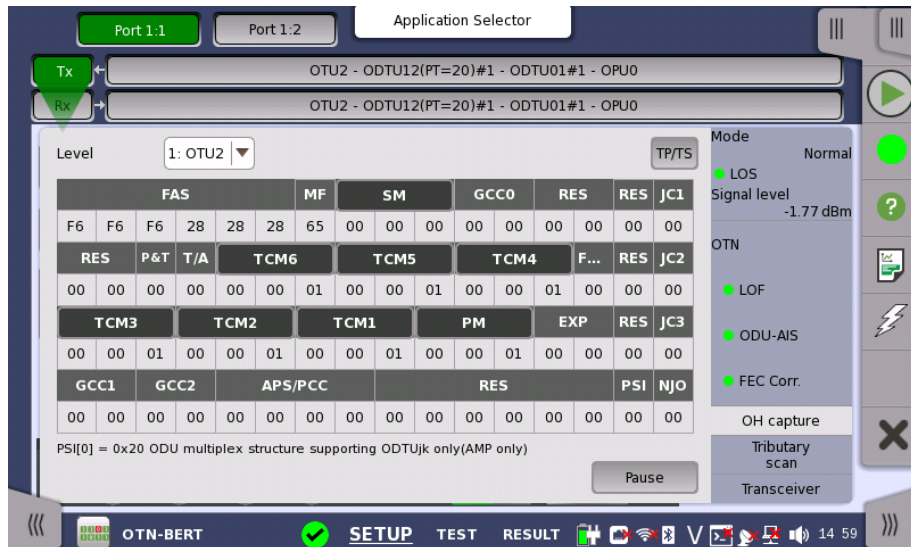 Port 1:1
Port 1:2
Application Selector
Tx
OTU2 - ODTU12(PT=20)#1 - ODTU01#1 - OPU0
Rx
OTU2 - ODTU12(PT=20)#1 - ODTU01#1 - OPU0
Level
1: OTU2
TP/TS
FAS MF SM GCC0 RES RES JC1
F6 F6 F6 28 28 28 65 00 00 00 00 00 00 00 00 00
RES P&T T/A TCM6 TCM5 TCM4 F... RES JC2
00 00 00 00 00 00 01 00 00 01 00 00 01 00 00 00
TCM3 TCM2 TCM1 PM EXP RES JC3
00 00 01 00 00 01 00 00 01 00 00 01 00 00 00 00
GCC1 GCC2 APS/PCC RES PSI NJO
00 00 00 00 00 00 00 00 00 00 00 00 00 00 00 00
PSI[0] = 0x20 ODU multiplex structure supporting ODTUjk only(AMP only)
Pause
Mode
Normal
LOS
Signal level
-1.77 dBm
OTN
LOF
ODU-AIS
FEC Corr.
OH capture
Tributary
scan
Transceiver
OTN-BERT
SETUP
TEST
RESULT
14 59